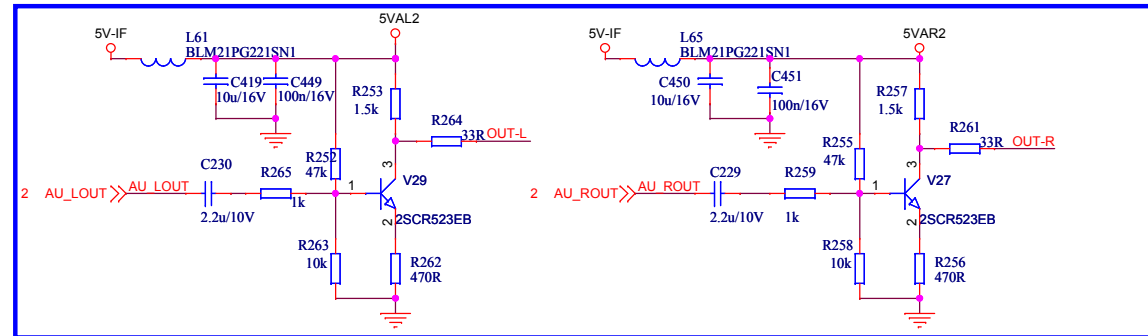 5V-IF
L61
BLM21PG221SN1
5VAL2
C419
10u/16V
C449
100n/16V
R253
1.5k
R264
33R
OUT-L
R252
47k
C230
2.2u/10V
R265
1k
2 AU_LOUT
AU_LOUT
1
3
2
V29
2SCR523EB
R263
10k
R262
470R
5V-IF
L65
BLM21PG221SN1
5VAR2
C450
10u/16V
C451
100n/16V
R257
1.5k
R261
33R
OUT-R
R255
47k
C229
2.2u/10V
R259
1k
2 AU_ROUT
AU_ROUT
1
3
2
V27
2SCR523EB
R258
10k
R256
470R